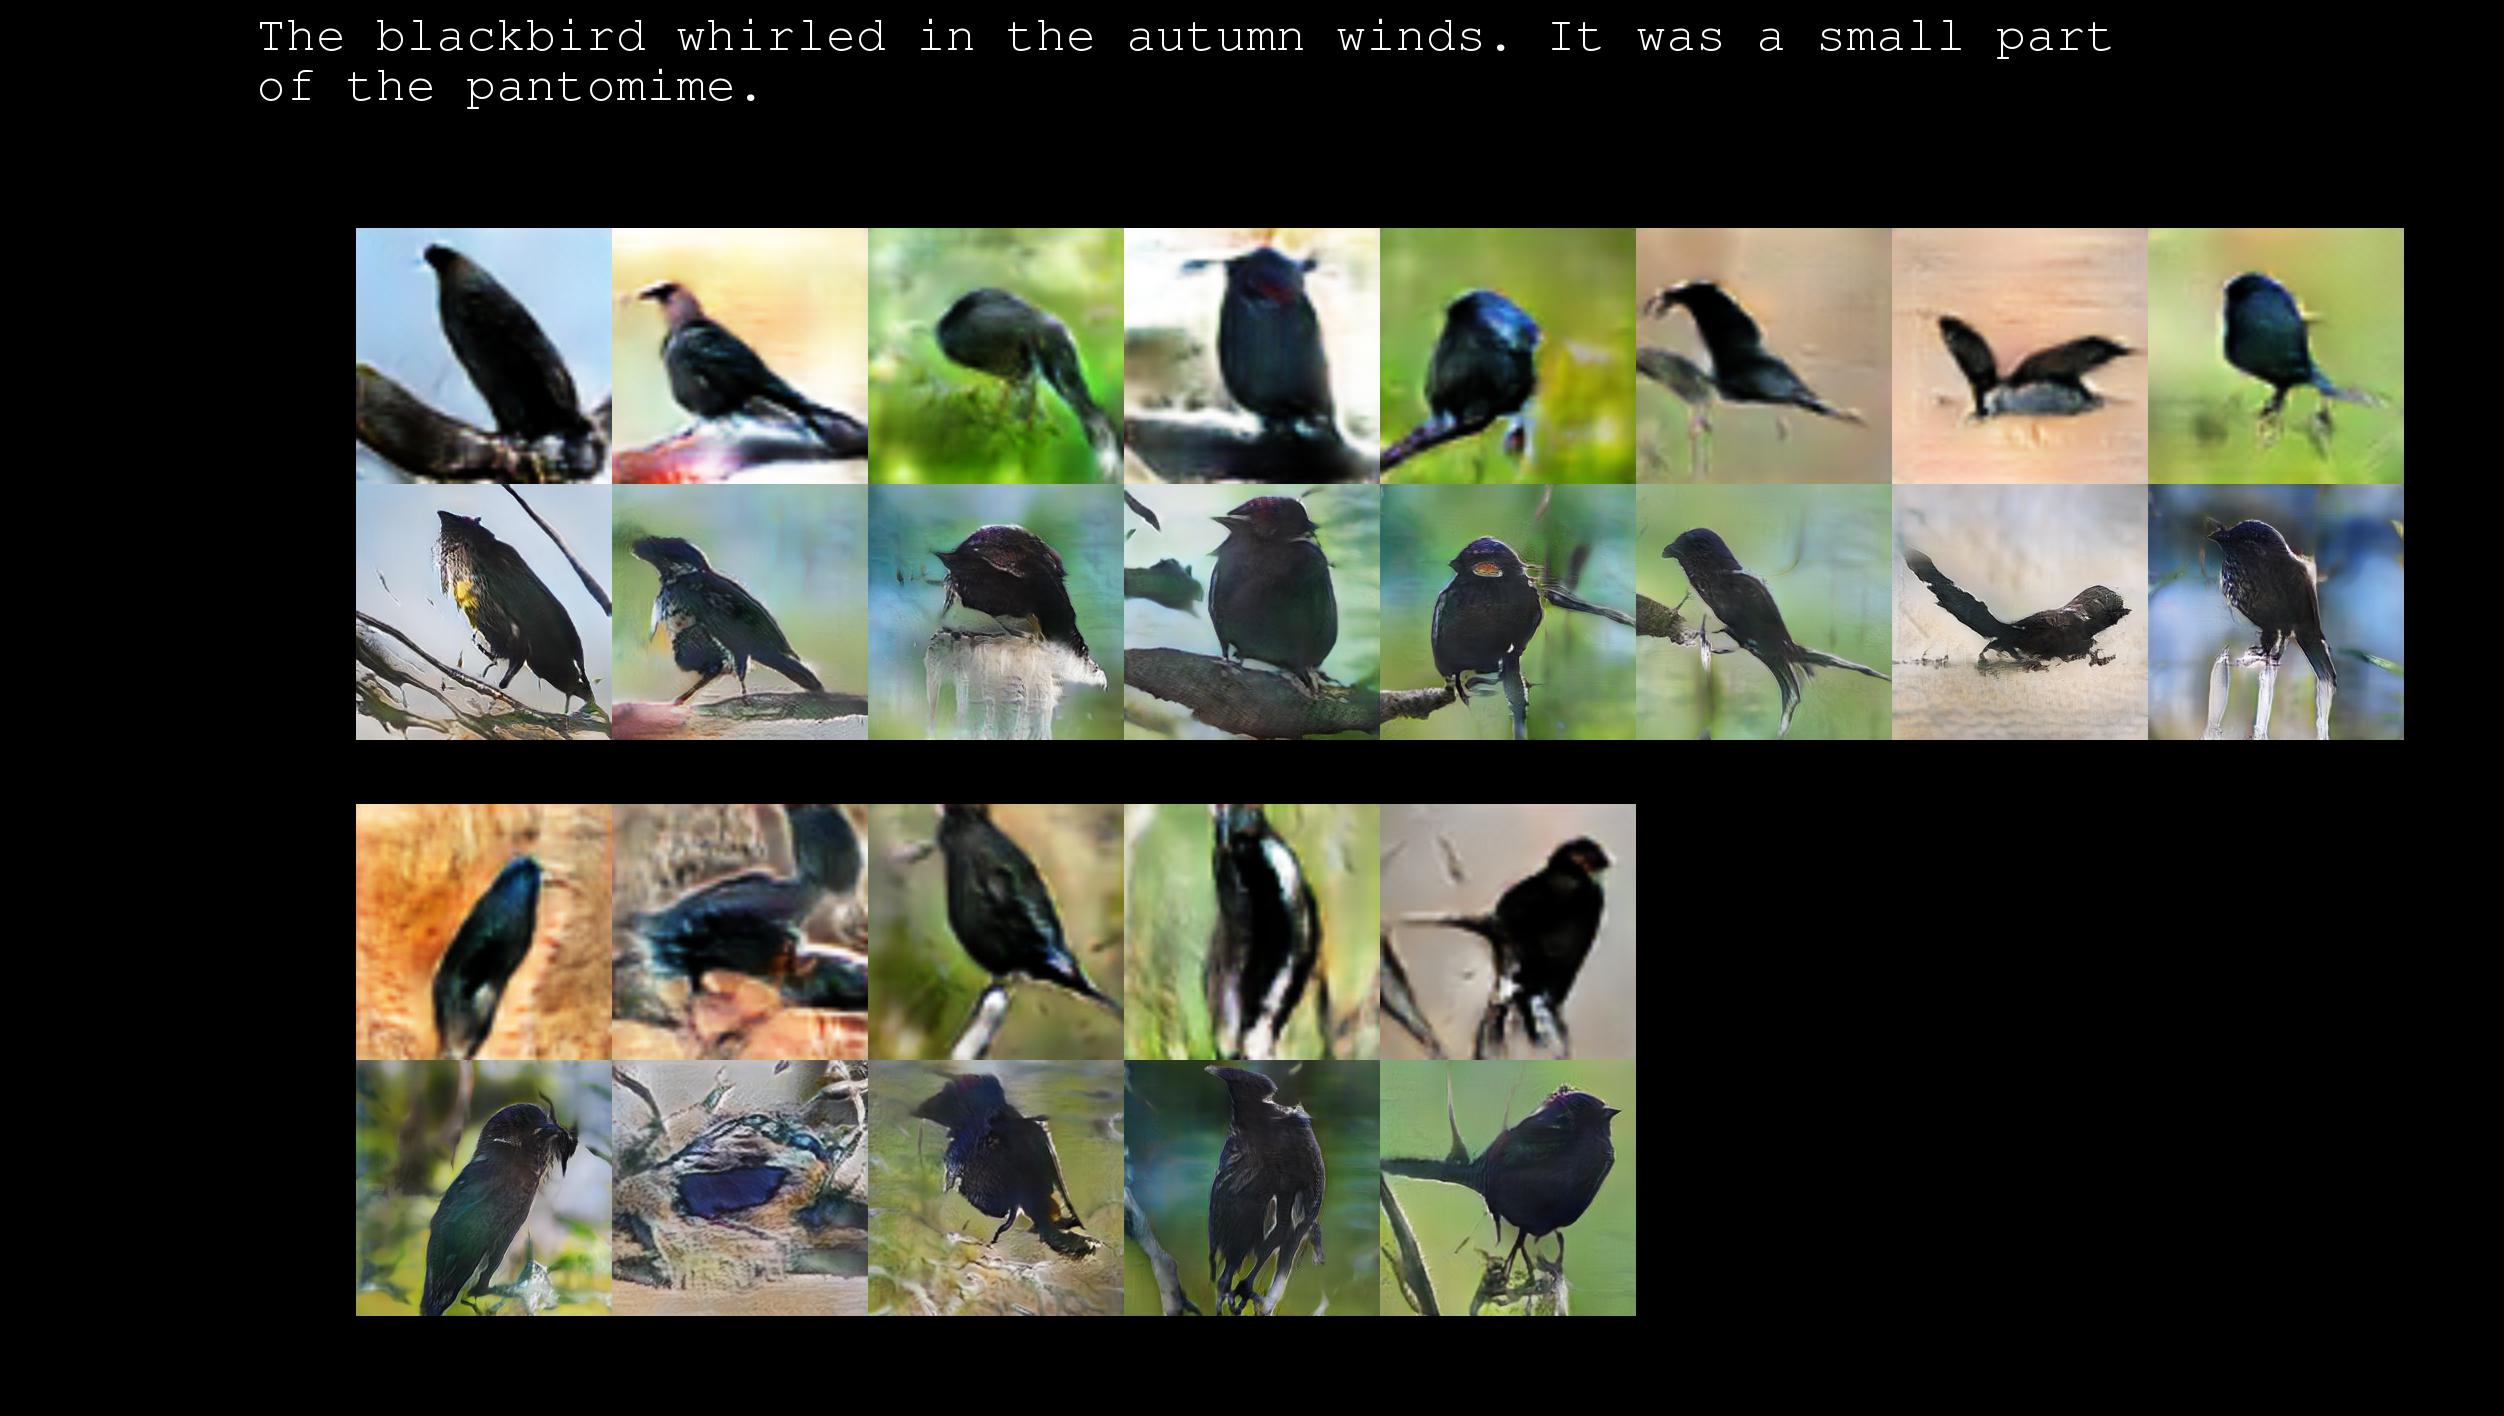 The blackbird whirled in the autumn winds. It was a small part
of the pantomime.